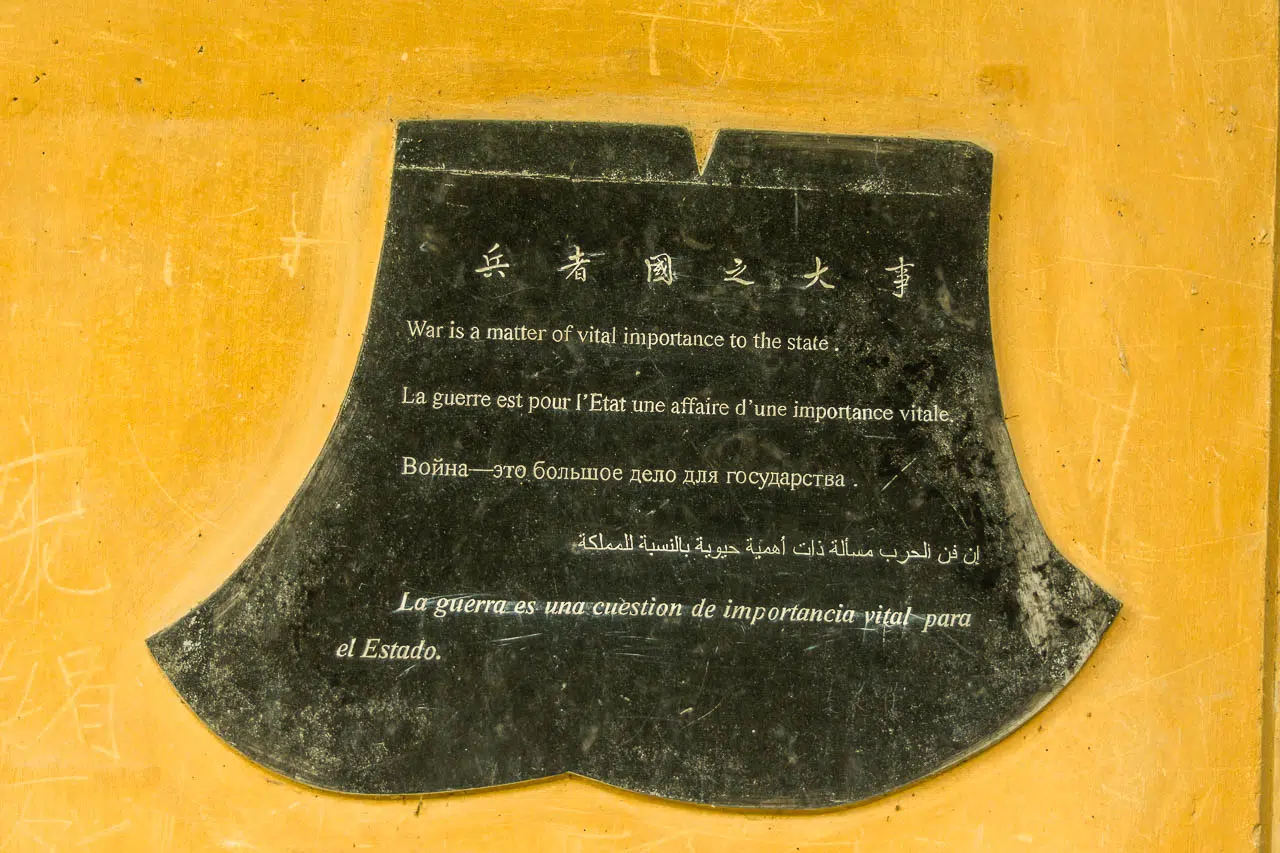 兵者國之大事
War is a matter of vital importance to the state .
La guerre est pour l'Etat une affaire d'une importance vitale.
Война—это большое дело для государства .
إن فن الحرب مسألة ذات أهمية حيوية بالنسبة للمملكة
La guerra es una cuestion de importancia vital para
el Estado.